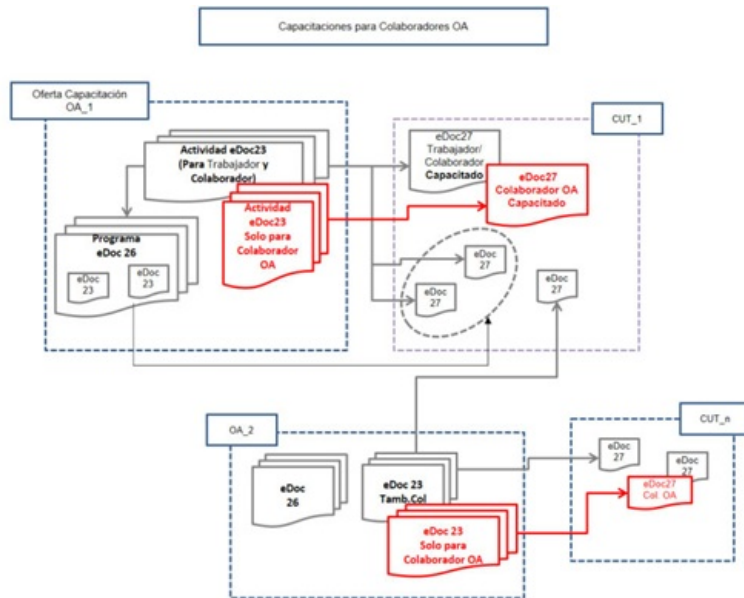 Capacitaciones para Colaboradores OA
Oferta Capacitación
OA_1
CUT_1
Actividad eDoc23
(Para Trabajador y
Colaborador)
eDoc27
Trabajador/
Colaborador
Capacitado
eDoc27
Colaborador OA
Capacitado
Actividad
eDoc23
Solo para
Colaborador
OA
Programa
eDoc 26
eDoc
23
eDoc
23
eDoc
27
eDoc
27
eDoc
27
OA_2
CUT_n
eDoc
26
eDoc 23
Tamb.Col
eDoc 23
Solo para
Colaborador OA
eDoc
27
eDoc
27
eDoc27
Col. OA